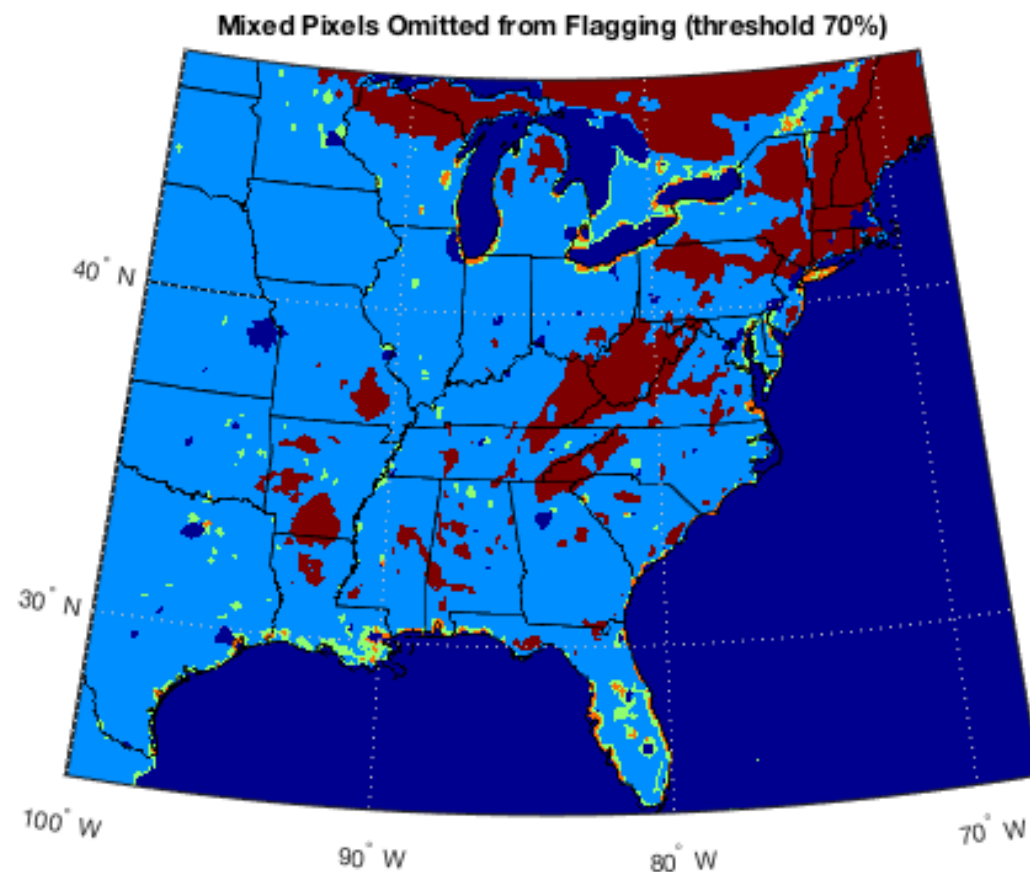 Mixed Pixels Omitted from Flagging (threshold 70%)
40° N
30° N
100° W
90° W
80° W
70° W